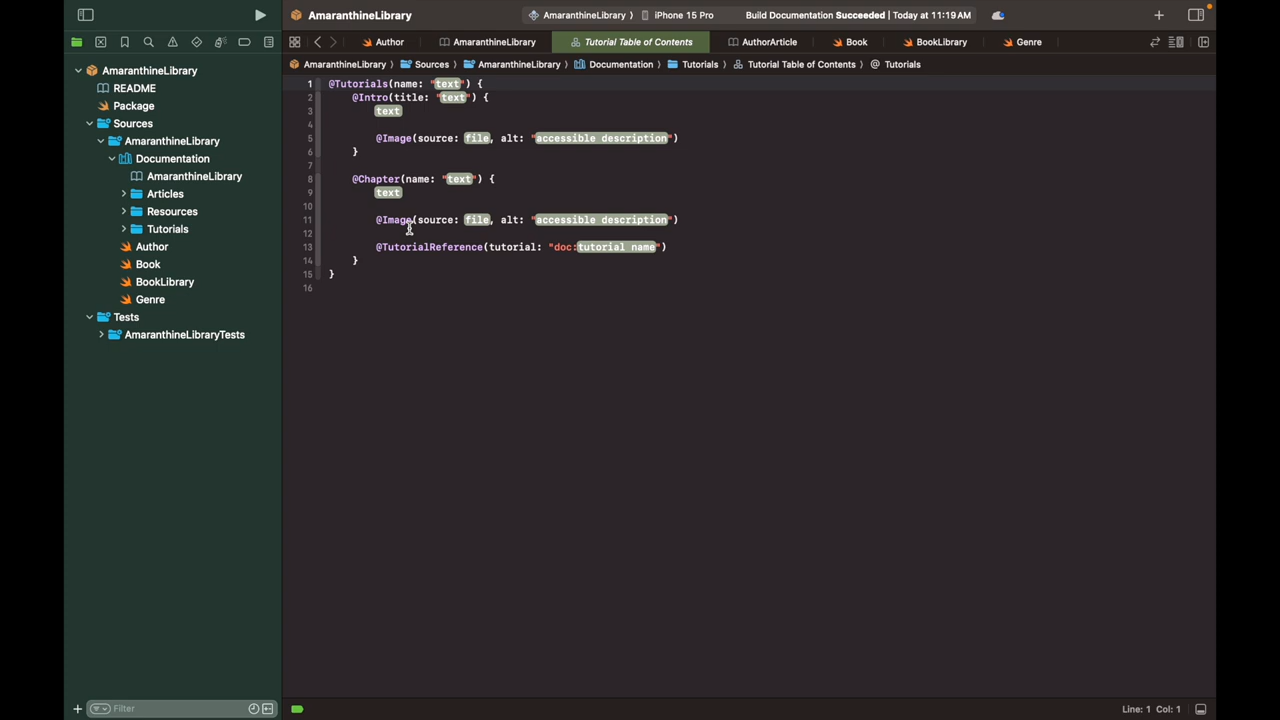 AmaranthineLibrary
AmaranthineLibrary
iPhone 15 Pro
Build Documentation Succeeded | Today at 11:19 AM
Author
AmaranthineLibrary
Tutorial Table of Contents
AuthorArticle
Book
BookLibrary
Genre
AmaranthineLibrary
Sources
AmaranthineLibrary
Documentation
Tutorials
Tutorial Table of Contents
@ Tutorials
AmaranthineLibrary
README
Package
Sources
AmaranthineLibrary
Documentation
AmaranthineLibrary
Articles
Resources
Tutorials
Author
Book
BookLibrary
Genre
Tests
AmaranthineLibraryTests
Filter
1 @Tutorials(name: "text") {
2 @Intro(title: "text") {
3 text
4
5 @Image(source: file, alt: "accessible description")
6 }
7
8 @Chapter(name: "text") {
9 text
10
11 @Image(source: file, alt: "accessible description")
12
13 @TutorialReference(tutorial: "doc:tutorial name")
14 }
15 }
16
Line: 1 Col: 1